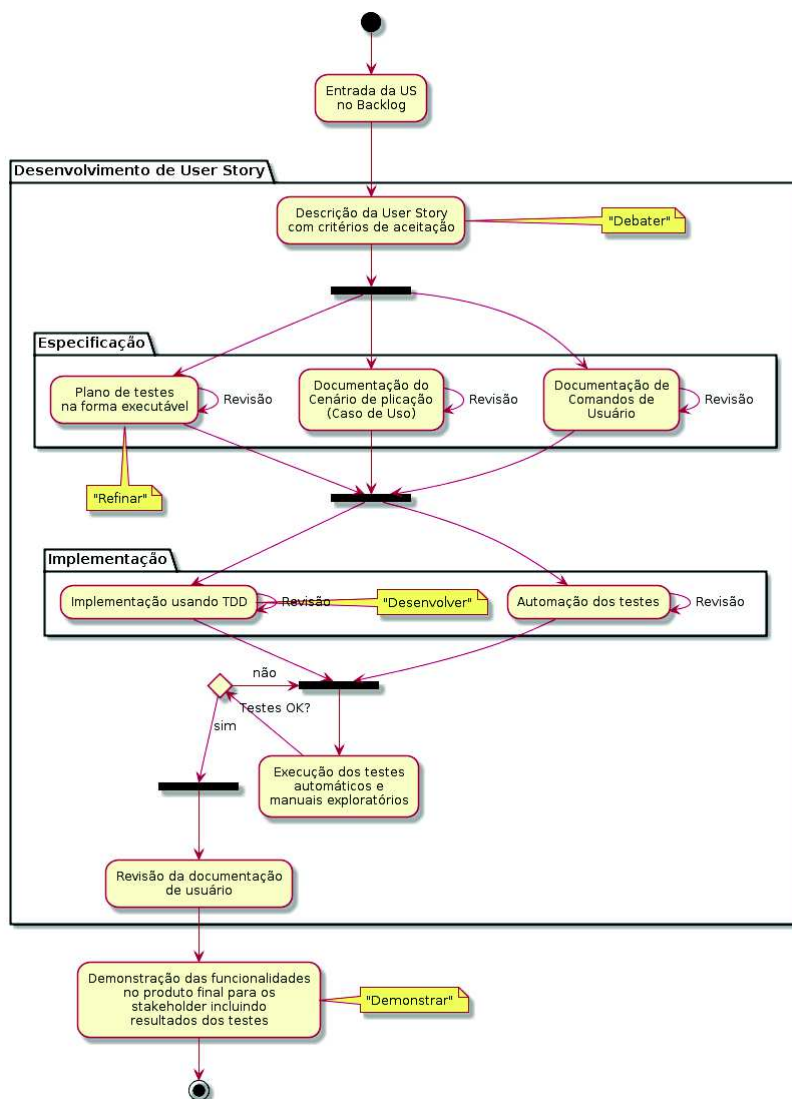 Entrada da US
no Backlog
Desenvolvimento de User Story
Descrição da User Story
com critérios de aceitação
"Debater"
Especificação
Plano de testes
na forma executável
Revisão
Documentação do
Cenário de plicação
(Caso de Uso)
Revisão
Documentação de
Comandos de
Usuário
Revisão
"Refinar"
Implementação
Implementação usando TDD
Revisão
"Desenvolver"
Automação dos testes
Revisão
não
Testes OK?
sim
Execução dos testes
automáticos e
manuais exploratórios
Revisão da documentação
de usuário
Demonstração das funcionalidades
no produto final para os
stakeholder incluindo
resultados dos testes
"Demonstrar"